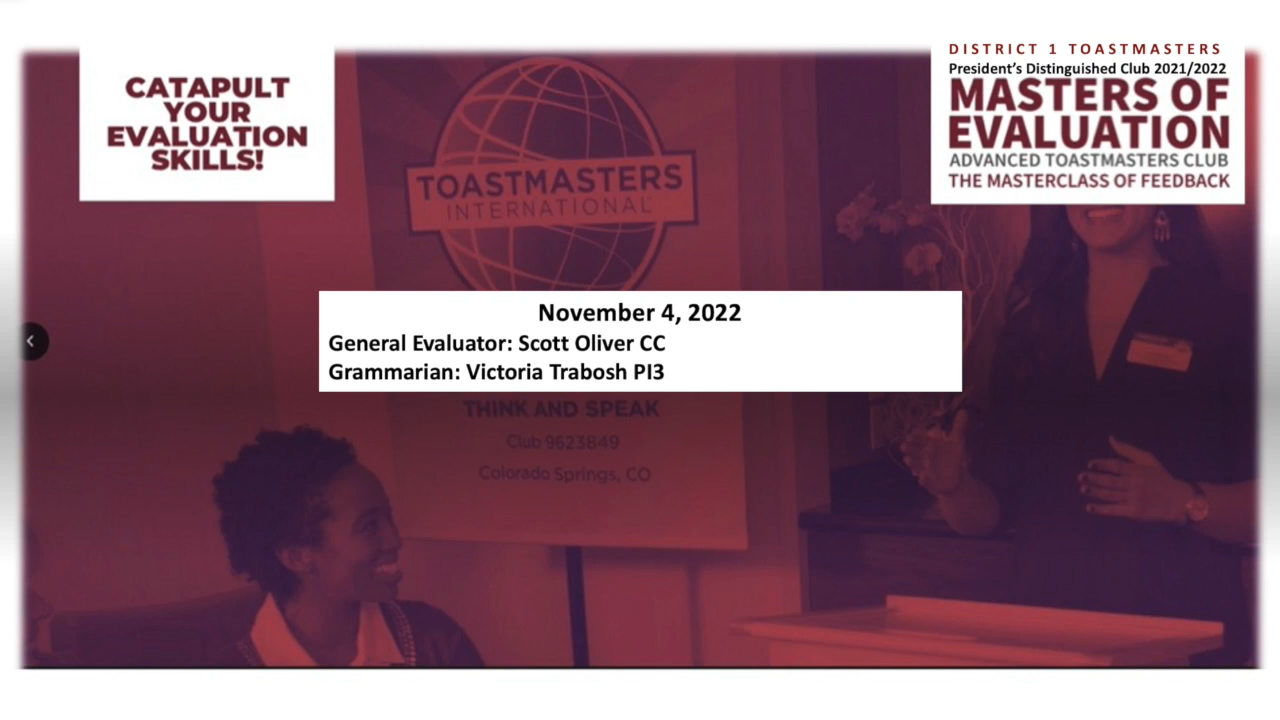 CATAPULT
YOUR
EVALUATION
SKILLS!
DISTRICT 1 TOASTMASTERS
President's Distinguished Club 2021/2022
MASTERS OF
EVALUATION
ADVANCED TOASTMASTERS CLUB
THE MASTERCLASS OF FEEDBACK
TOASTMASTERS
INTERNATIONAL
November 4, 2022
General Evaluator: Scott Oliver CC
Grammarian: Victoria Trabosh PI3
THINK AND SPEAK
Club 9623849
Colorado Springs, CO